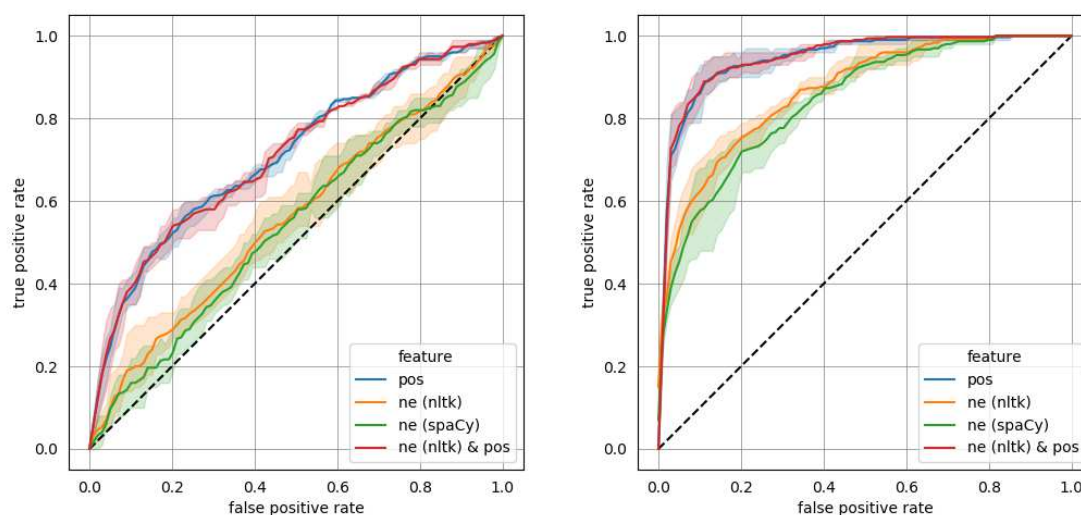 1.0
0.8
0.6
0.4
0.2
0.0
true positive rate
0.0 0.2 0.4 0.6 0.8 1.0
false positive rate
feature
pos
ne (nltk)
ne (spaCy)
ne (nltk) & pos
1.0
0.8
0.6
0.4
0.2
0.0
true positive rate
0.0 0.2 0.4 0.6 0.8 1.0
false positive rate
feature
pos
ne (nltk)
ne (spaCy)
ne (nltk) & pos